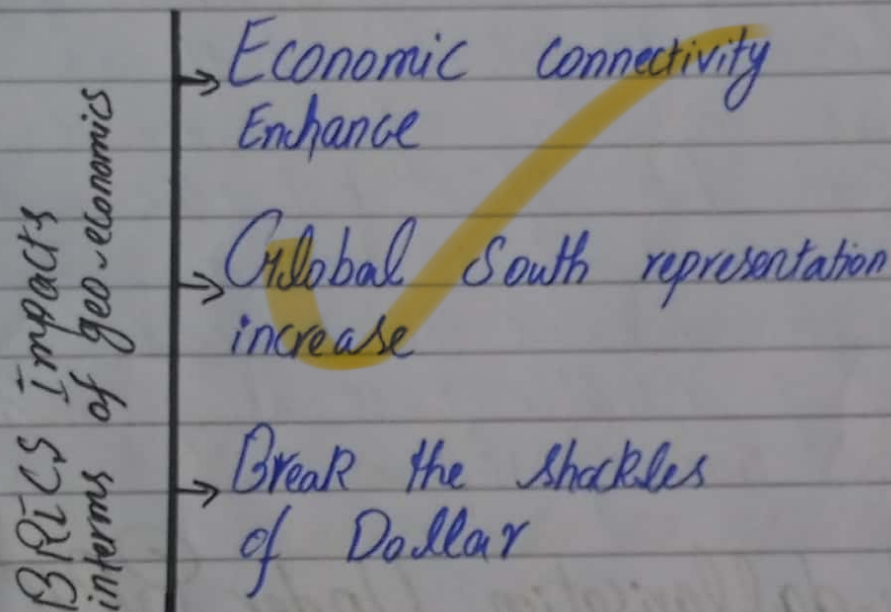 BRICS Impacts
interms of geo-economics
→ Economic Connectivity
Enhance
→ Global South representation
increase
→ Break the shackles
of Dollar